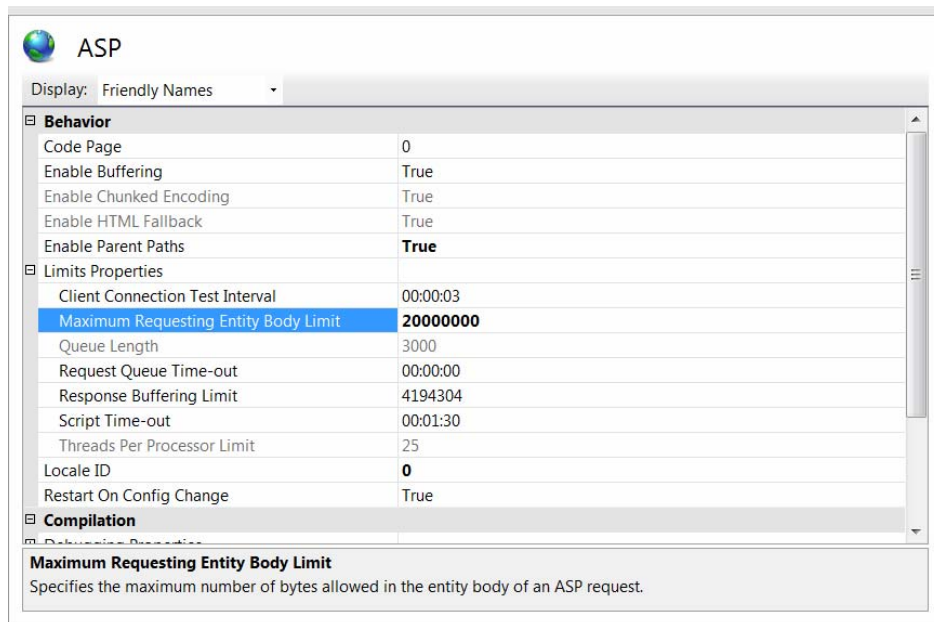 ASP
Display: Friendly Names
Behavior
Code Page 0
Enable Buffering True
Enable Chunked Encoding True
Enable HTML Fallback True
Enable Parent Paths True
Limits Properties
Client Connection Test Interval 00:00:03
Maximum Requesting Entity Body Limit 20000000
Queue Length 3000
Request Queue Time-out 00:00:00
Response Buffering Limit 4194304
Script Time-out 00:01:30
Threads Per Processor Limit 25
Locale ID 0
Restart On Config Change True
Compilation
Debugging Properties
Maximum Requesting Entity Body Limit
Specifies the maximum number of bytes allowed in the entity body of an ASP request.